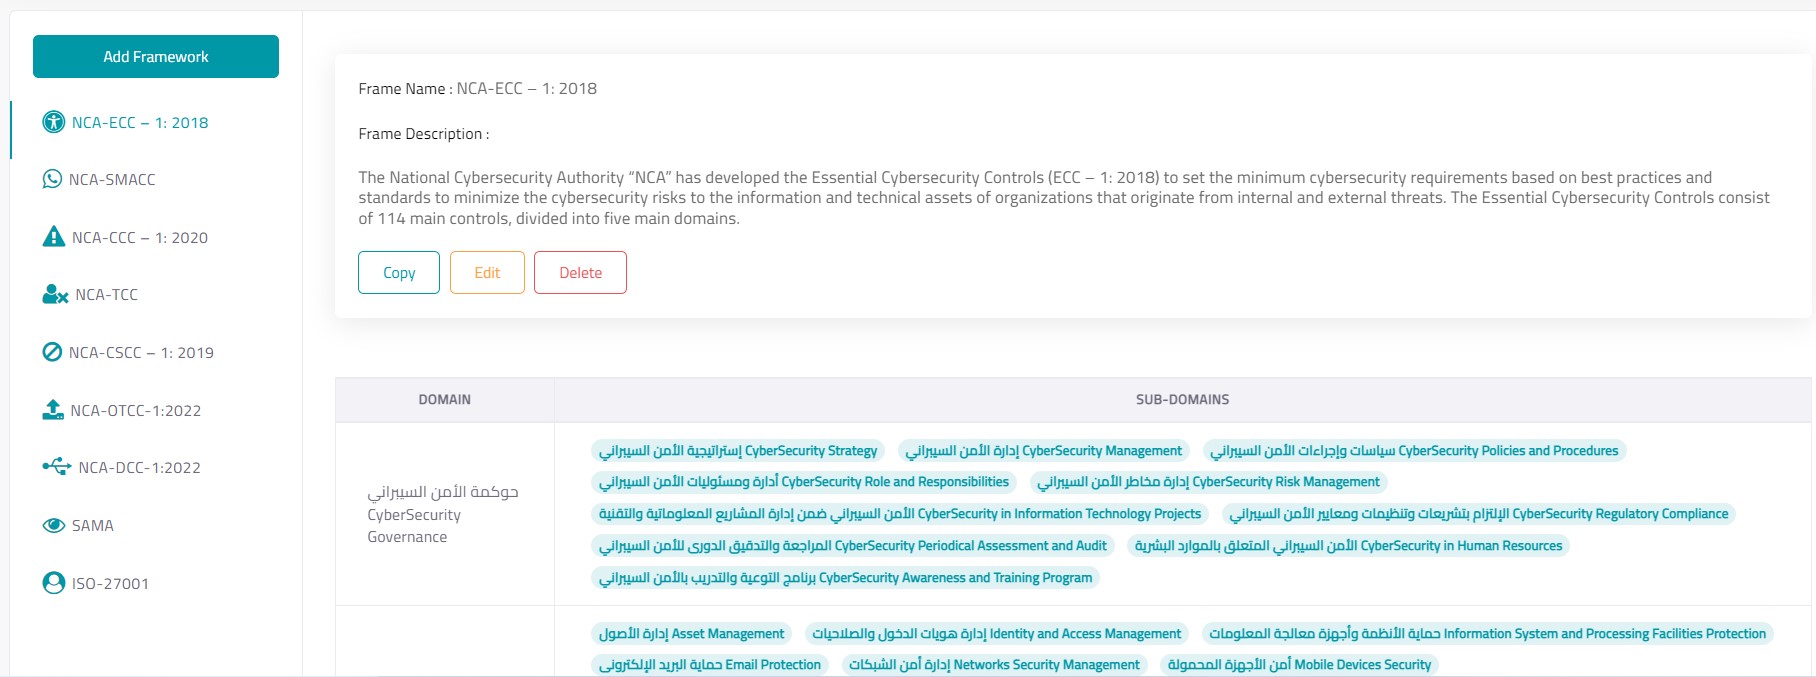 Add Framework
NCA-ECC – 1: 2018
NCA-SMACC
NCA-CCC – 1: 2020
NCA-TCC
NCA-CSCC – 1: 2019
NCA-OTCC-1:2022
NCA-DCC-1:2022
SAMA
ISO-27001
Frame Name : NCA-ECC – 1: 2018
Frame Description :
The National Cybersecurity Authority “NCA” has developed the Essential Cybersecurity Controls (ECC – 1: 2018) to set the minimum cybersecurity requirements based on best practices and
standards to minimize the cybersecurity risks to the information and technical assets of organizations that originate from internal and external threats. The Essential Cybersecurity Controls consist
of 114 main controls, divided into five main domains.
Copy Edit Delete
DOMAIN SUB-DOMAINS
حوكمة الأمن السيبراني
CyberSecurity
Governance
إستراتيجية الأمن السيبراني CyberSecurity Strategy إدارة الأمن السيبراني CyberSecurity Management سياسات وإجراءات الأمن السيبراني CyberSecurity Policies and Procedures
أدارة ومسئوليات الأمن السيبراني CyberSecurity Role and Responsibilities إدارة مخاطر الأمن السيبراني CyberSecurity Risk Management
الأمن السيبراني ضمن إدارة المشاريع المعلوماتية والتقنية CyberSecurity in Information Technology Projects الإلتزام بتشريعات وتنظيمات ومعايير الأمن السيبراني CyberSecurity Regulatory Compliance
المراجعة والتدقيق الدورى للأمن السيبراني CyberSecurity Periodical Assessment and Audit الأمن السيبراني المتعلق بالموارد البشرية CyberSecurity in Human Resources
برنامج التوعية والتدريب بالأمن السيبراني CyberSecurity Awareness and Training Program
إدارة الأصول Asset Management إدارة هويات الدخول والصلاحيات Identity and Access Management حماية الأنظمة وأجهزة معالجة المعلومات Information System and Processing Facilities Protection
حماية البريد الإلكترونى Email Protection إدارة أمن الشبكات Networks Security Management أمن الأجهزة المحمولة Mobile Devices Security